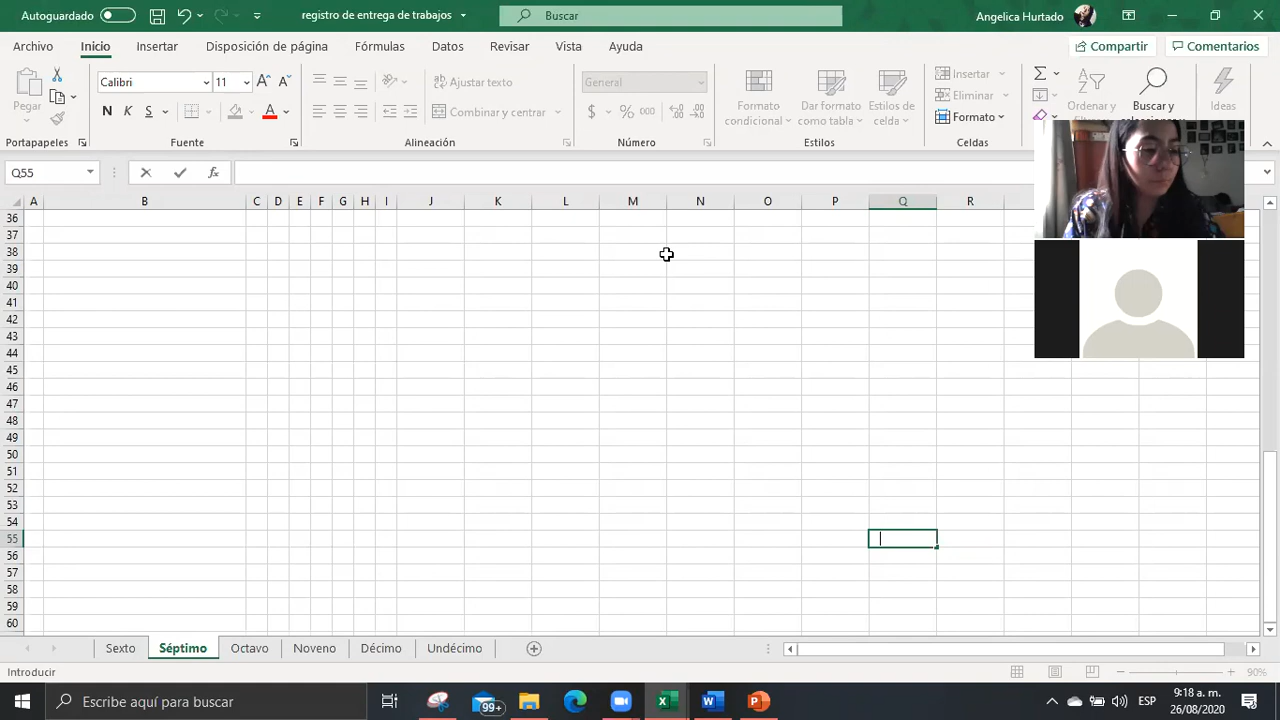 Autoguardado
registro de entrega de trabajos
Buscar
Angelica Hurtado
Archivo Inicio Insertar Disposición de página Fórmulas Datos Revisar Vista Ayuda
Compartir Comentarios
Pegar
Calibri 11
N K S
Ajustar texto
Combinar y centrar
General
$ % 000
Formato condicional
Dar formato como tabla
Estilos de celda
Insertar
Eliminar
Formato
Ordenar y
Buscar y
Ideas
Portapapeles Fuente Alineación Número Estilos Celdas
Q55
fx
A B C D E F G H I J K L M N O P Q R
36
37
38
39
40
41
42
43
44
45
46
47
48
49
50
51
52
53
54
55
56
57
58
59
60
Sexto Séptimo Octavo Noveno Décimo Undécimo
Introducir
90%
Escribe aquí para buscar
99+
ESP
9:18 a. m.
26/08/2020